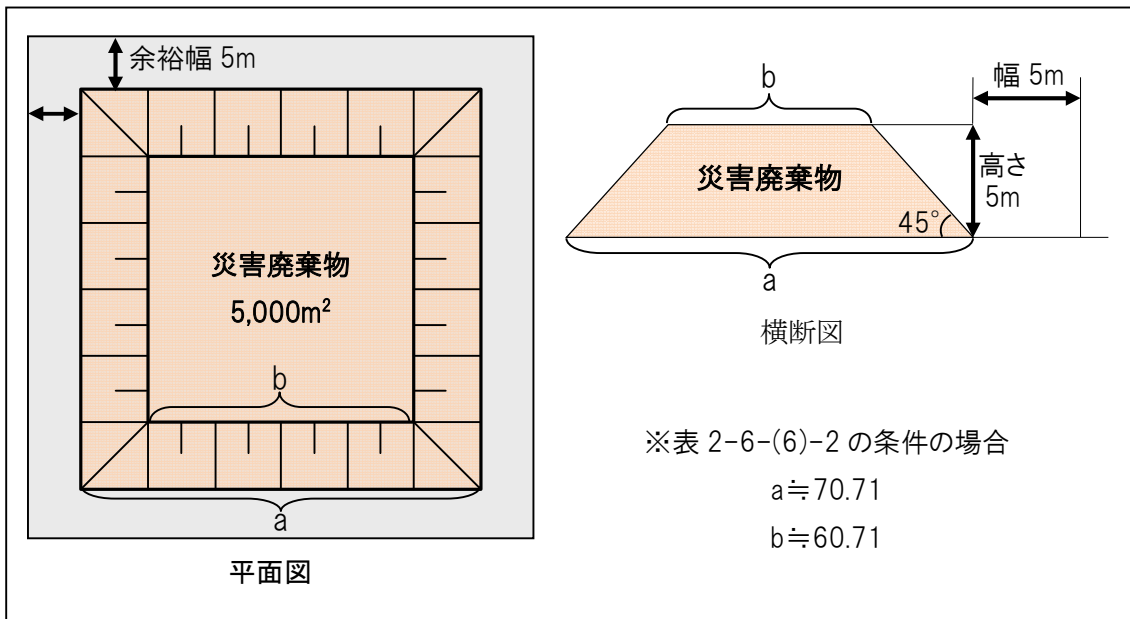 余裕幅 5m
災害廃棄物
5,000m²
b
a
平面図
b
幅 5m
災害廃棄物
高さ
5m
45°
a
横断図
※表 2-6-(6)-2 の条件の場合
a≒70.71
b≒60.71